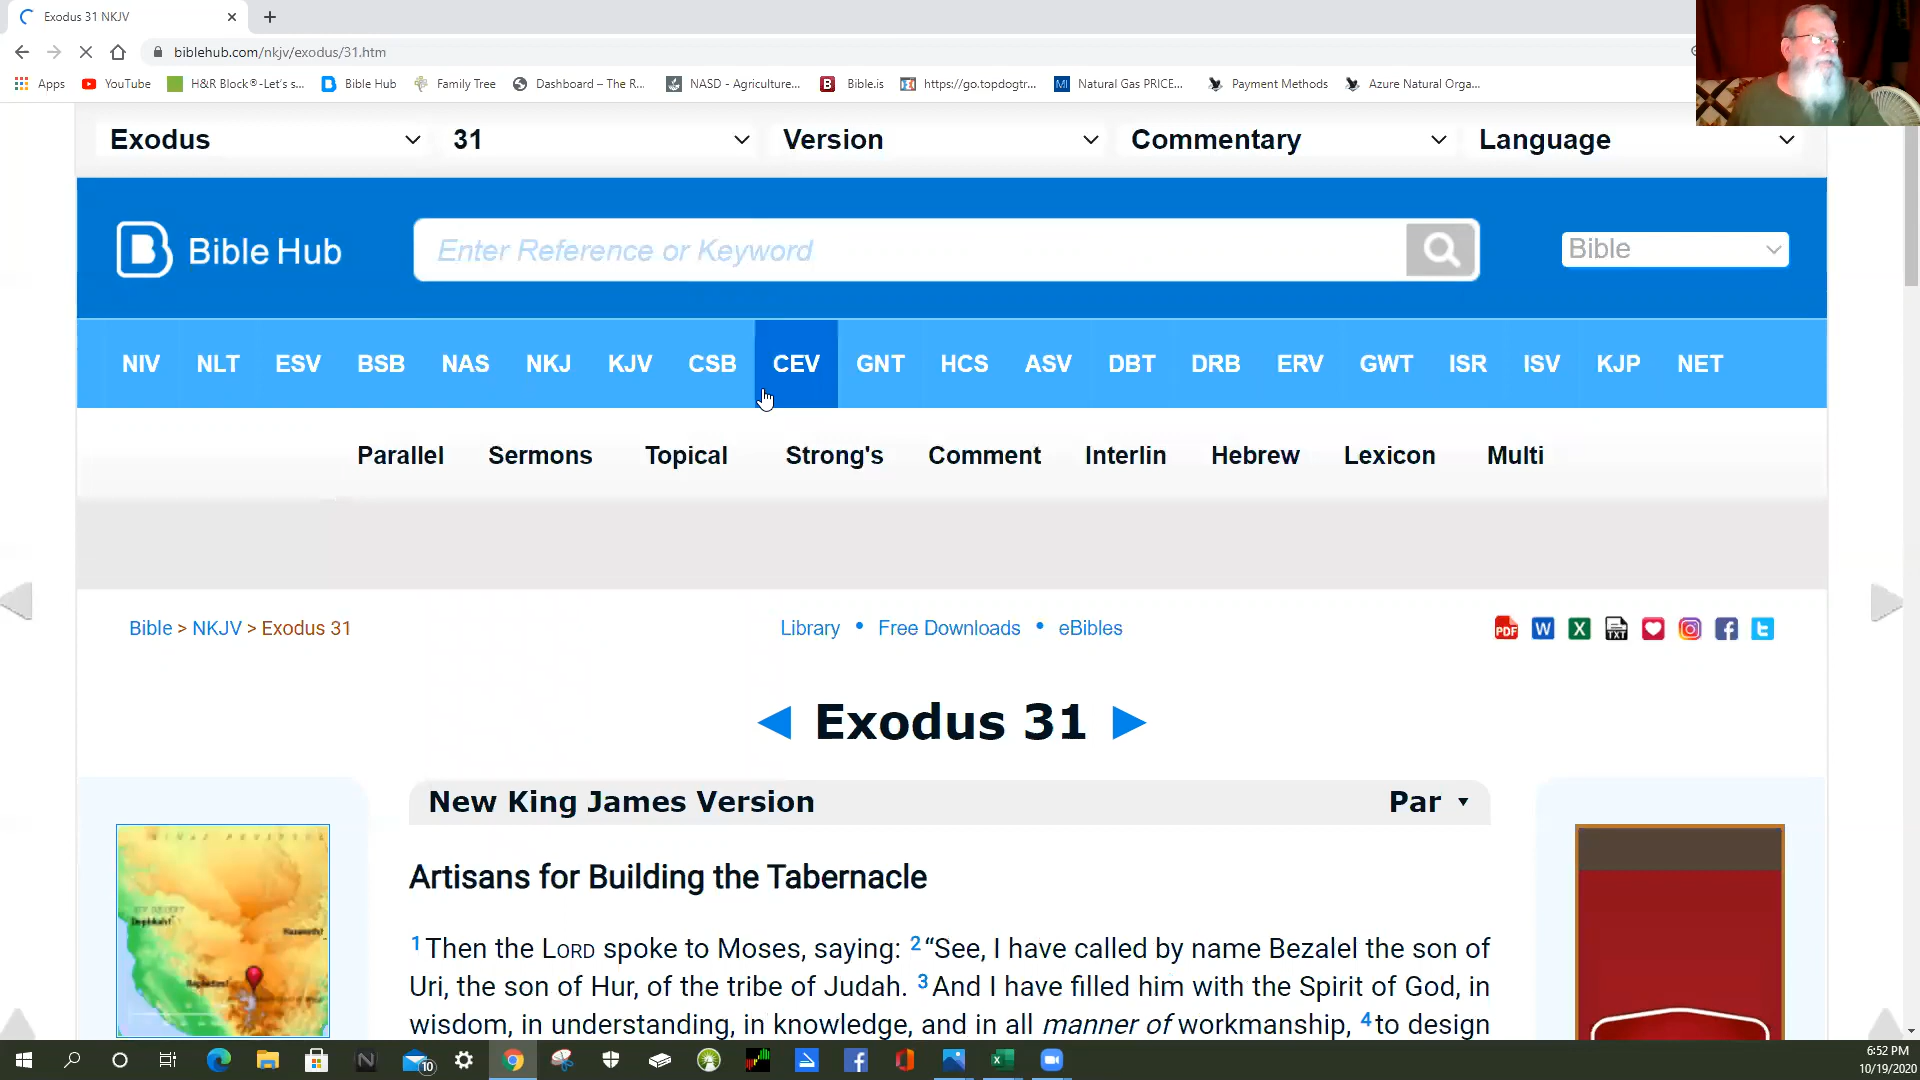 Exodus 31 NKJV
biblehub.com/nkjv/exodus/31.htm
Apps YouTube H&R Block®-Let's s... Bible Hub Family Tree Dashboard – The R... NASD - Agriculture... Bible.is https://go.topdogtr... Natural Gas PRICE... Payment Methods Azure Natural Orga...
Exodus 31 Version Commentary Language
Bible Hub Enter Reference or Keyword Bible
NIV NLT ESV BSB NAS NKJ KJV CSB CEV GNT HCS ASV DBT DRB ERV GWT ISR ISV KJP NET
Parallel Sermons Topical Strong's Comment Interlin Hebrew Lexicon Multi
Bible > NKJV > Exodus 31 Library • Free Downloads • eBibles
◄ Exodus 31 ►
New King James Version Par ▼
Artisans for Building the Tabernacle
1 Then the LORD spoke to Moses, saying: 2 “See, I have called by name Bezalel the son of
Uri, the son of Hur, of the tribe of Judah. 3 And I have filled him with the Spirit of God, in
wisdom, in understanding, in knowledge, and in all manner of workmanship, 4 to design
10
6:52 PM
10/19/2020